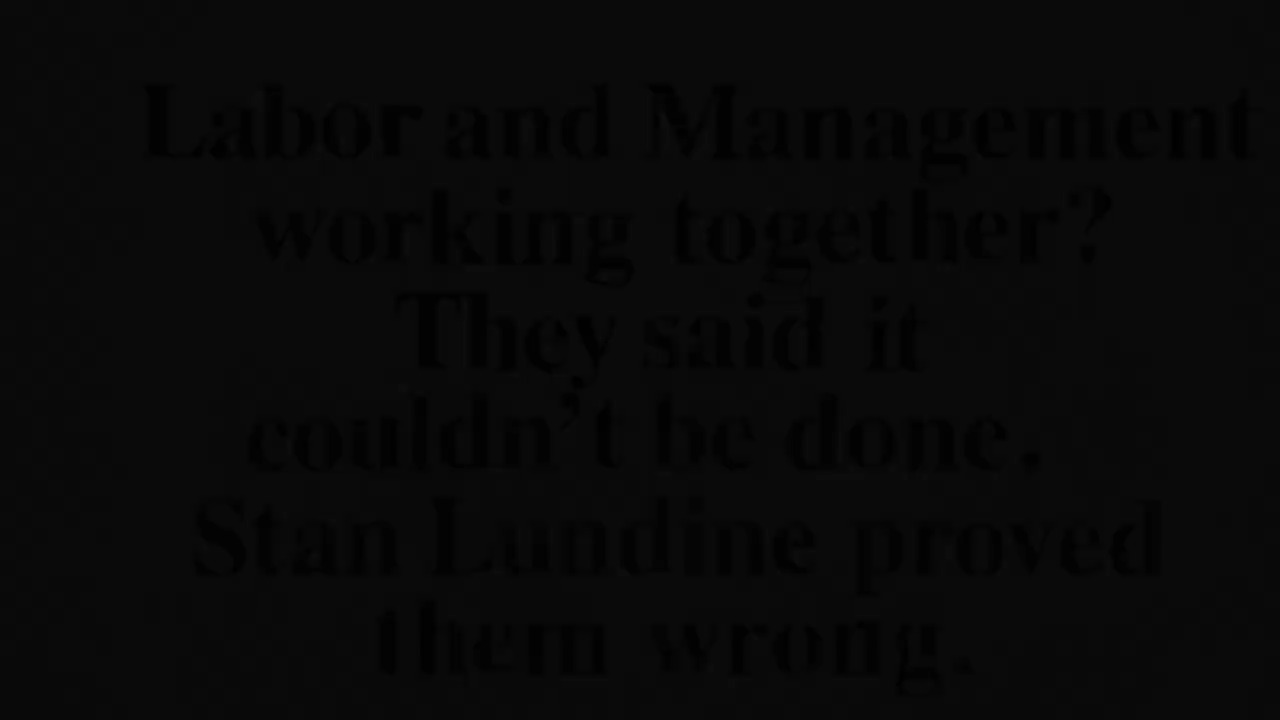 Labor and Management
working together?
They said it
couldn't be done.
Stan Lundine proved
them wrong.